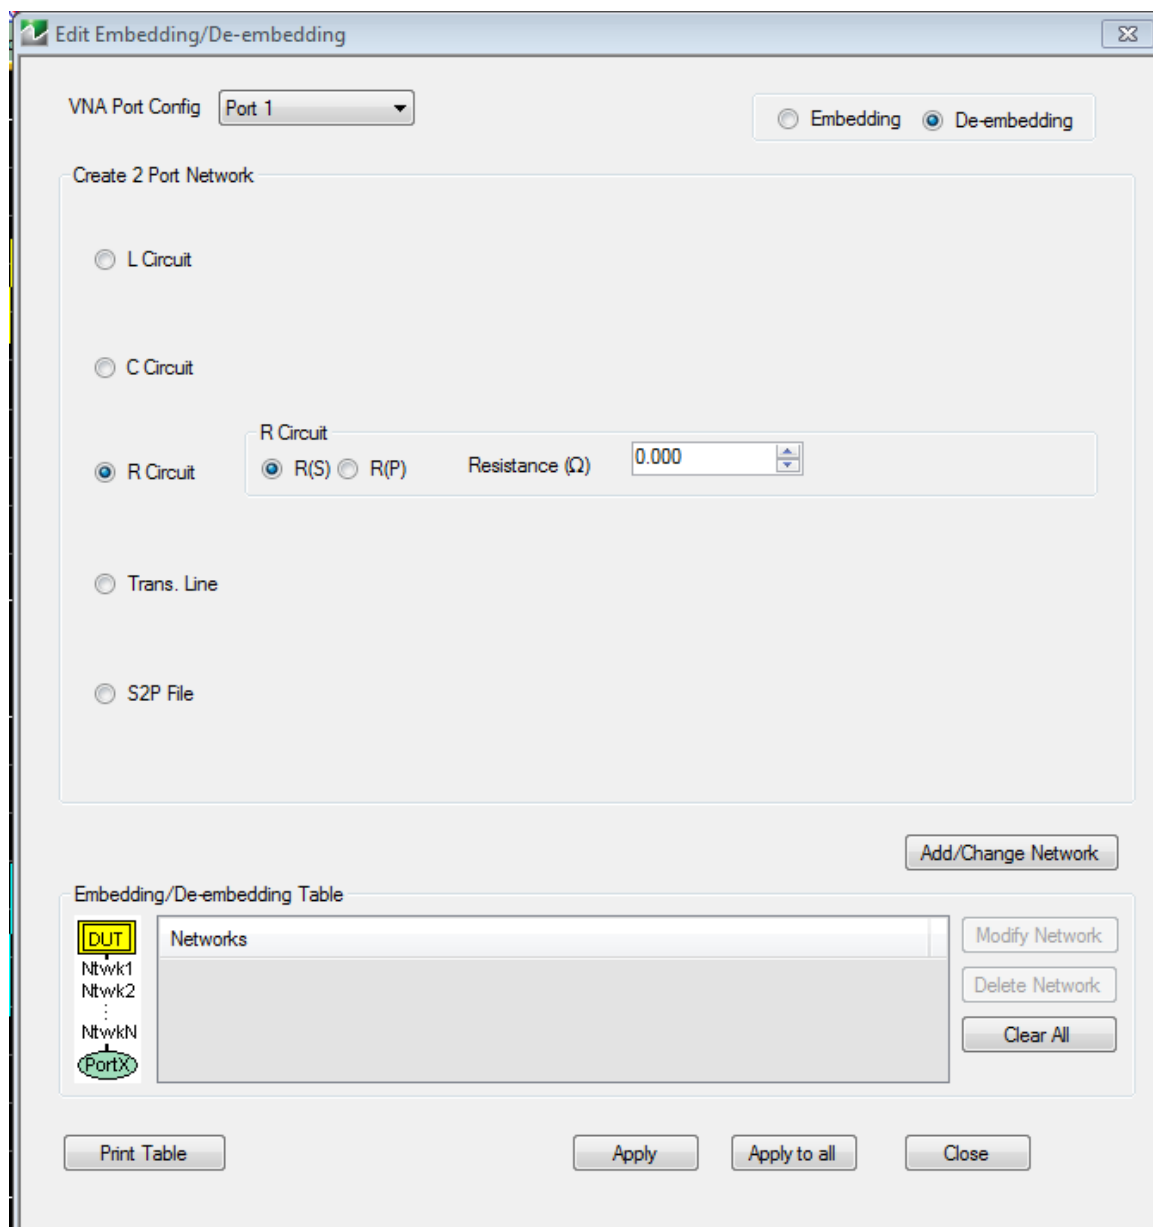 Edit Embedding/De-embedding
VNA Port Config Port 1 Embedding De-embedding
Create 2 Port Network
L Circuit
C Circuit
R Circuit
R Circuit R(S) R(P) Resistance (Ω) 0.000
Trans. Line
S2P File
Add/Change Network
Embedding/De-embedding Table
DUT Networks Modify Network
Ntwk1
Ntwk2 Delete Network
⋮
NtwkN Clear All
PortX
Print Table Apply Apply to all Close